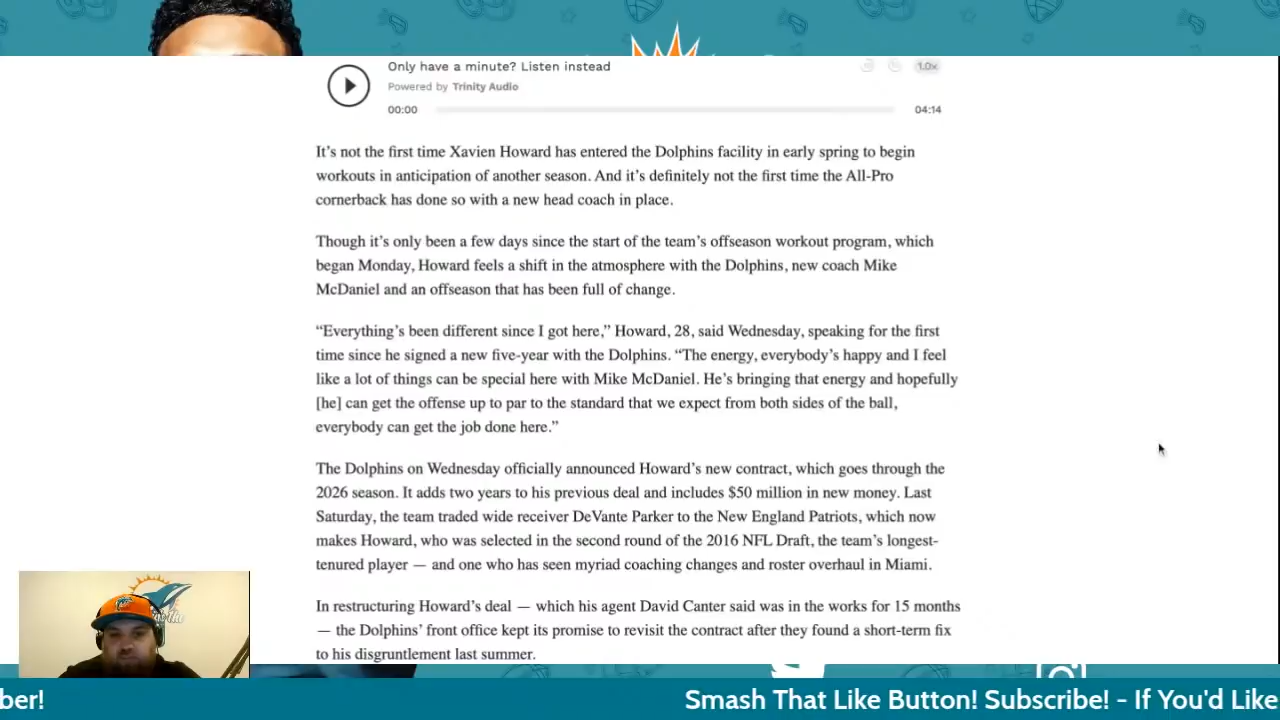 Only have a minute? Listen instead
1.0x
Powered by Trinity Audio
00:00
04:14
It’s not the first time Xavien Howard has entered the Dolphins facility in early spring to begin
workouts in anticipation of another season. And it’s definitely not the first time the All-Pro
cornerback has done so with a new head coach in place.
Though it’s only been a few days since the start of the team’s offseason workout program, which
began Monday, Howard feels a shift in the atmosphere with the Dolphins, new coach Mike
McDaniel and an offseason that has been full of change.
“Everything’s been different since I got here,” Howard, 28, said Wednesday, speaking for the first
time since he signed a new five-year with the Dolphins. “The energy, everybody’s happy and I feel
like a lot of things can be special here with Mike McDaniel. He’s bringing that energy and hopefully
[he] can get the offense up to par to the standard that we expect from both sides of the ball,
everybody can get the job done here.”
The Dolphins on Wednesday officially announced Howard’s new contract, which goes through the
2026 season. It adds two years to his previous deal and includes $50 million in new money. Last
Saturday, the team traded wide receiver DeVante Parker to the New England Patriots, which now
makes Howard, who was selected in the second round of the 2016 NFL Draft, the team’s longest-
tenured player — and one who has seen myriad coaching changes and roster overhaul in Miami.
In restructuring Howard’s deal — which his agent David Canter said was in the works for 15 months
— the Dolphins’ front office kept its promise to revisit the contract after they found a short-term fix
to his disgruntlement last summer.
ber!
Smash That Like Button! Subscribe! - If You'd Like